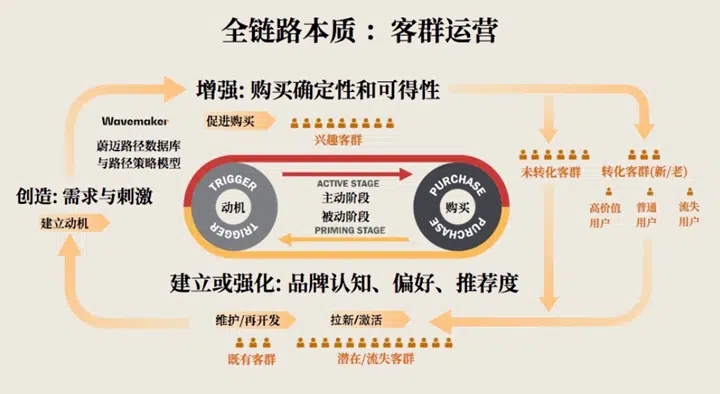 全链路本质：客群运营
增强: 购买确定性和可得性
Wavemaker
促进购买
兴趣客群
蔚迈路径数据库
与路径策略模型
未转化客群
转化客群(新/老)
TRIGGER
动机
TRIGGER
ACTIVE STAGE
主动阶段
被动阶段
PRIMING STAGE
PURCHASE
购买
PURCHASE
创造: 需求与刺激
建立动机
高价值
用户
普通
用户
流失
用户
建立或强化: 品牌认知、偏好、推荐度
维护/再开发
拉新/激活
既有客群
潜在/流失客群